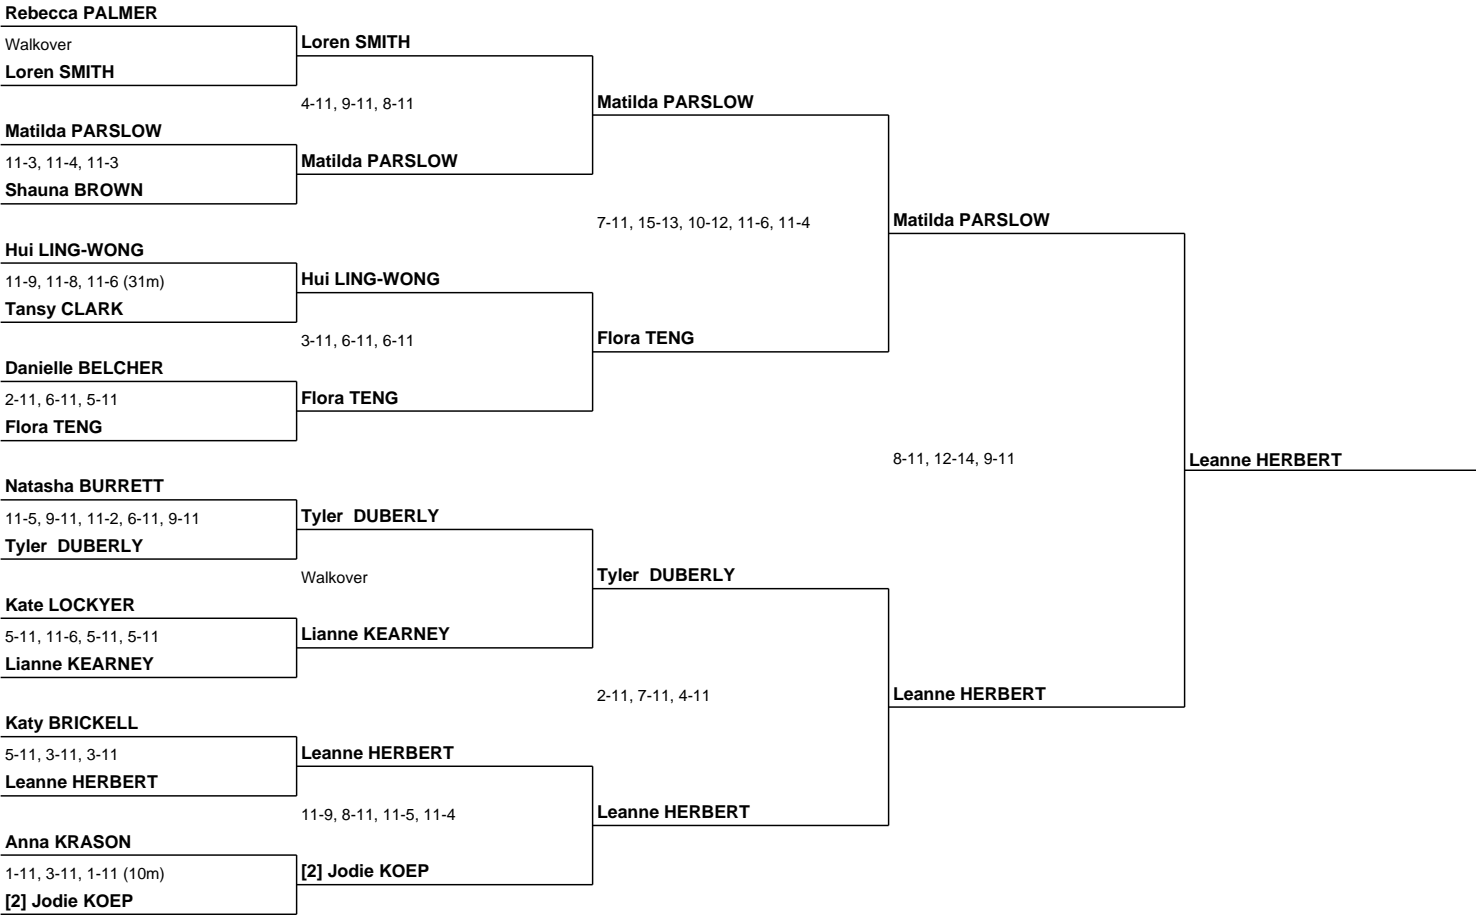 Rebecca PALMER
Walkover
Loren SMITH
Loren SMITH
4-11, 9-11, 8-11
Matilda PARSLOW
Matilda PARSLOW
11-3, 11-4, 11-3
Matilda PARSLOW
Shauna BROWN
7-11, 15-13, 10-12, 11-6, 11-4
Matilda PARSLOW
Hui LING-WONG
11-9, 11-8, 11-6 (31m)
Hui LING-WONG
Tansy CLARK
3-11, 6-11, 6-11
Flora TENG
Danielle BELCHER
2-11, 6-11, 5-11
Flora TENG
Flora TENG
8-11, 12-14, 9-11
Leanne HERBERT
Natasha BURRETT
11-5, 9-11, 11-2, 6-11, 9-11
Tyler  DUBERLY
Tyler  DUBERLY
Walkover
Tyler  DUBERLY
Kate LOCKYER
5-11, 11-6, 5-11, 5-11
Lianne KEARNEY
Lianne KEARNEY
2-11, 7-11, 4-11
Leanne HERBERT
Katy BRICKELL
5-11, 3-11, 3-11
Leanne HERBERT
Leanne HERBERT
11-9, 8-11, 11-5, 11-4
Leanne HERBERT
Anna KRASON
1-11, 3-11, 1-11 (10m)
[2] Jodie KOEP
[2] Jodie KOEP